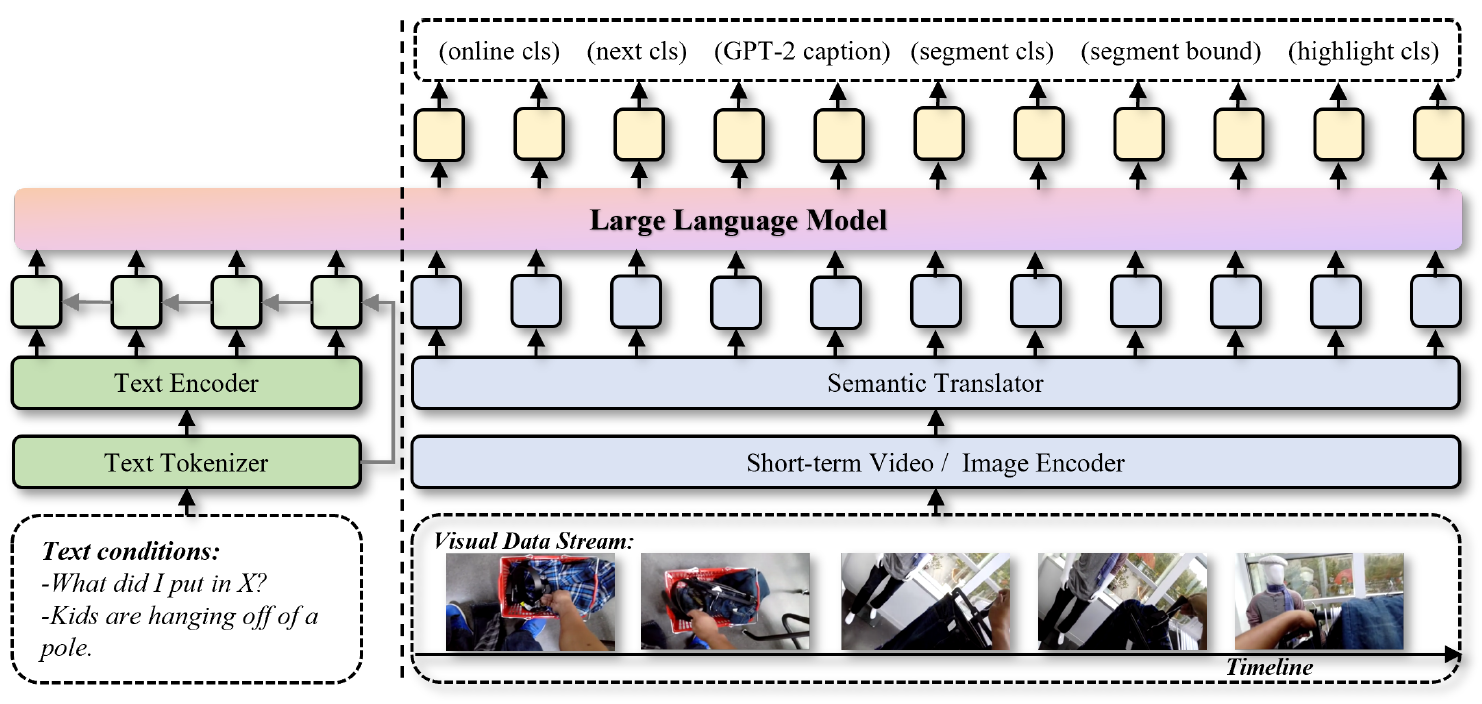 (online cls) (next cls) (GPT-2 caption) (segment cls) (segment bound) (highlight cls)
Large Language Model
Text Encoder
Semantic Translator
Text Tokenizer
Short-term Video / Image Encoder
Text conditions:
-What did I put in X?
-Kids are hanging off of a
pole.
Visual Data Stream:
Timeline